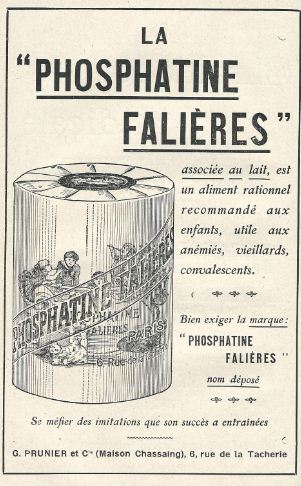 LA
"PHOSPHATINE
FALIÈRES"
associée au lait, est
un aliment rationnel
recommandé aux
enfants, utile aux
anémiés, vieillards,
convalescents.
Bien exiger la marque:
"PHOSPHATINE
FALIÈRES"
nom déposé
PHOSPHATINE FALIÈRES
PHOSPHATINE
FALIÈRES
PARIS
Se méfier des imitations que son succès a entraînées
G. PRUNIER et Cie (Maison Chassaing), 6, rue de la Tacherie